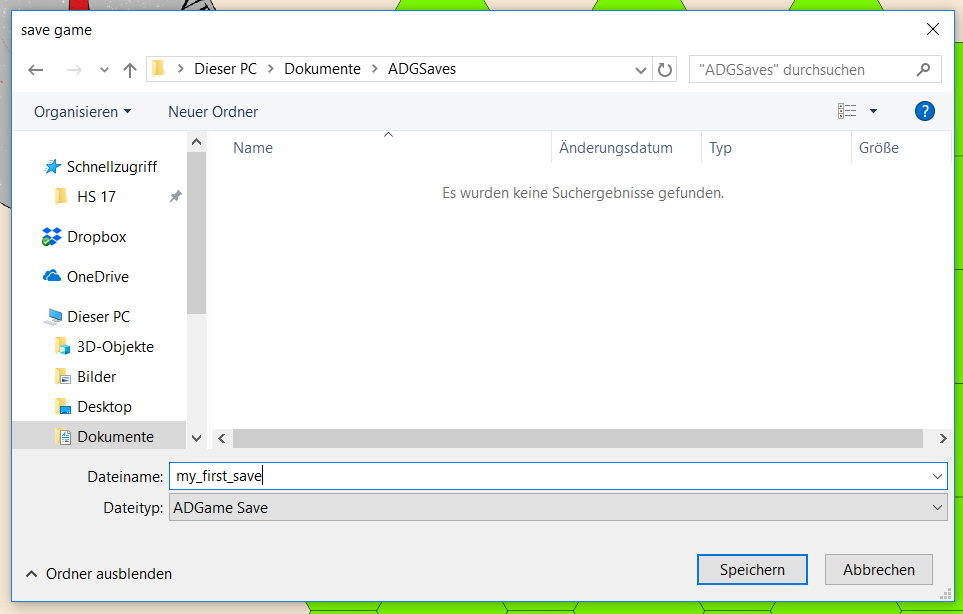 save game
Dieser PC Dokumente ADGSaves
"ADGSaves" durchsuchen
Organisieren Neuer Ordner
?
Name Änderungsdatum Typ Größe
Es wurden keine Suchergebnisse gefunden.
Schnellzugriff
HS 17
Dropbox
OneDrive
Dieser PC
3D-Objekte
Bilder
Desktop
Dokumente
Dateiname: my_first_save
Dateityp: ADGame Save
Ordner ausblenden
Speichern Abbrechen